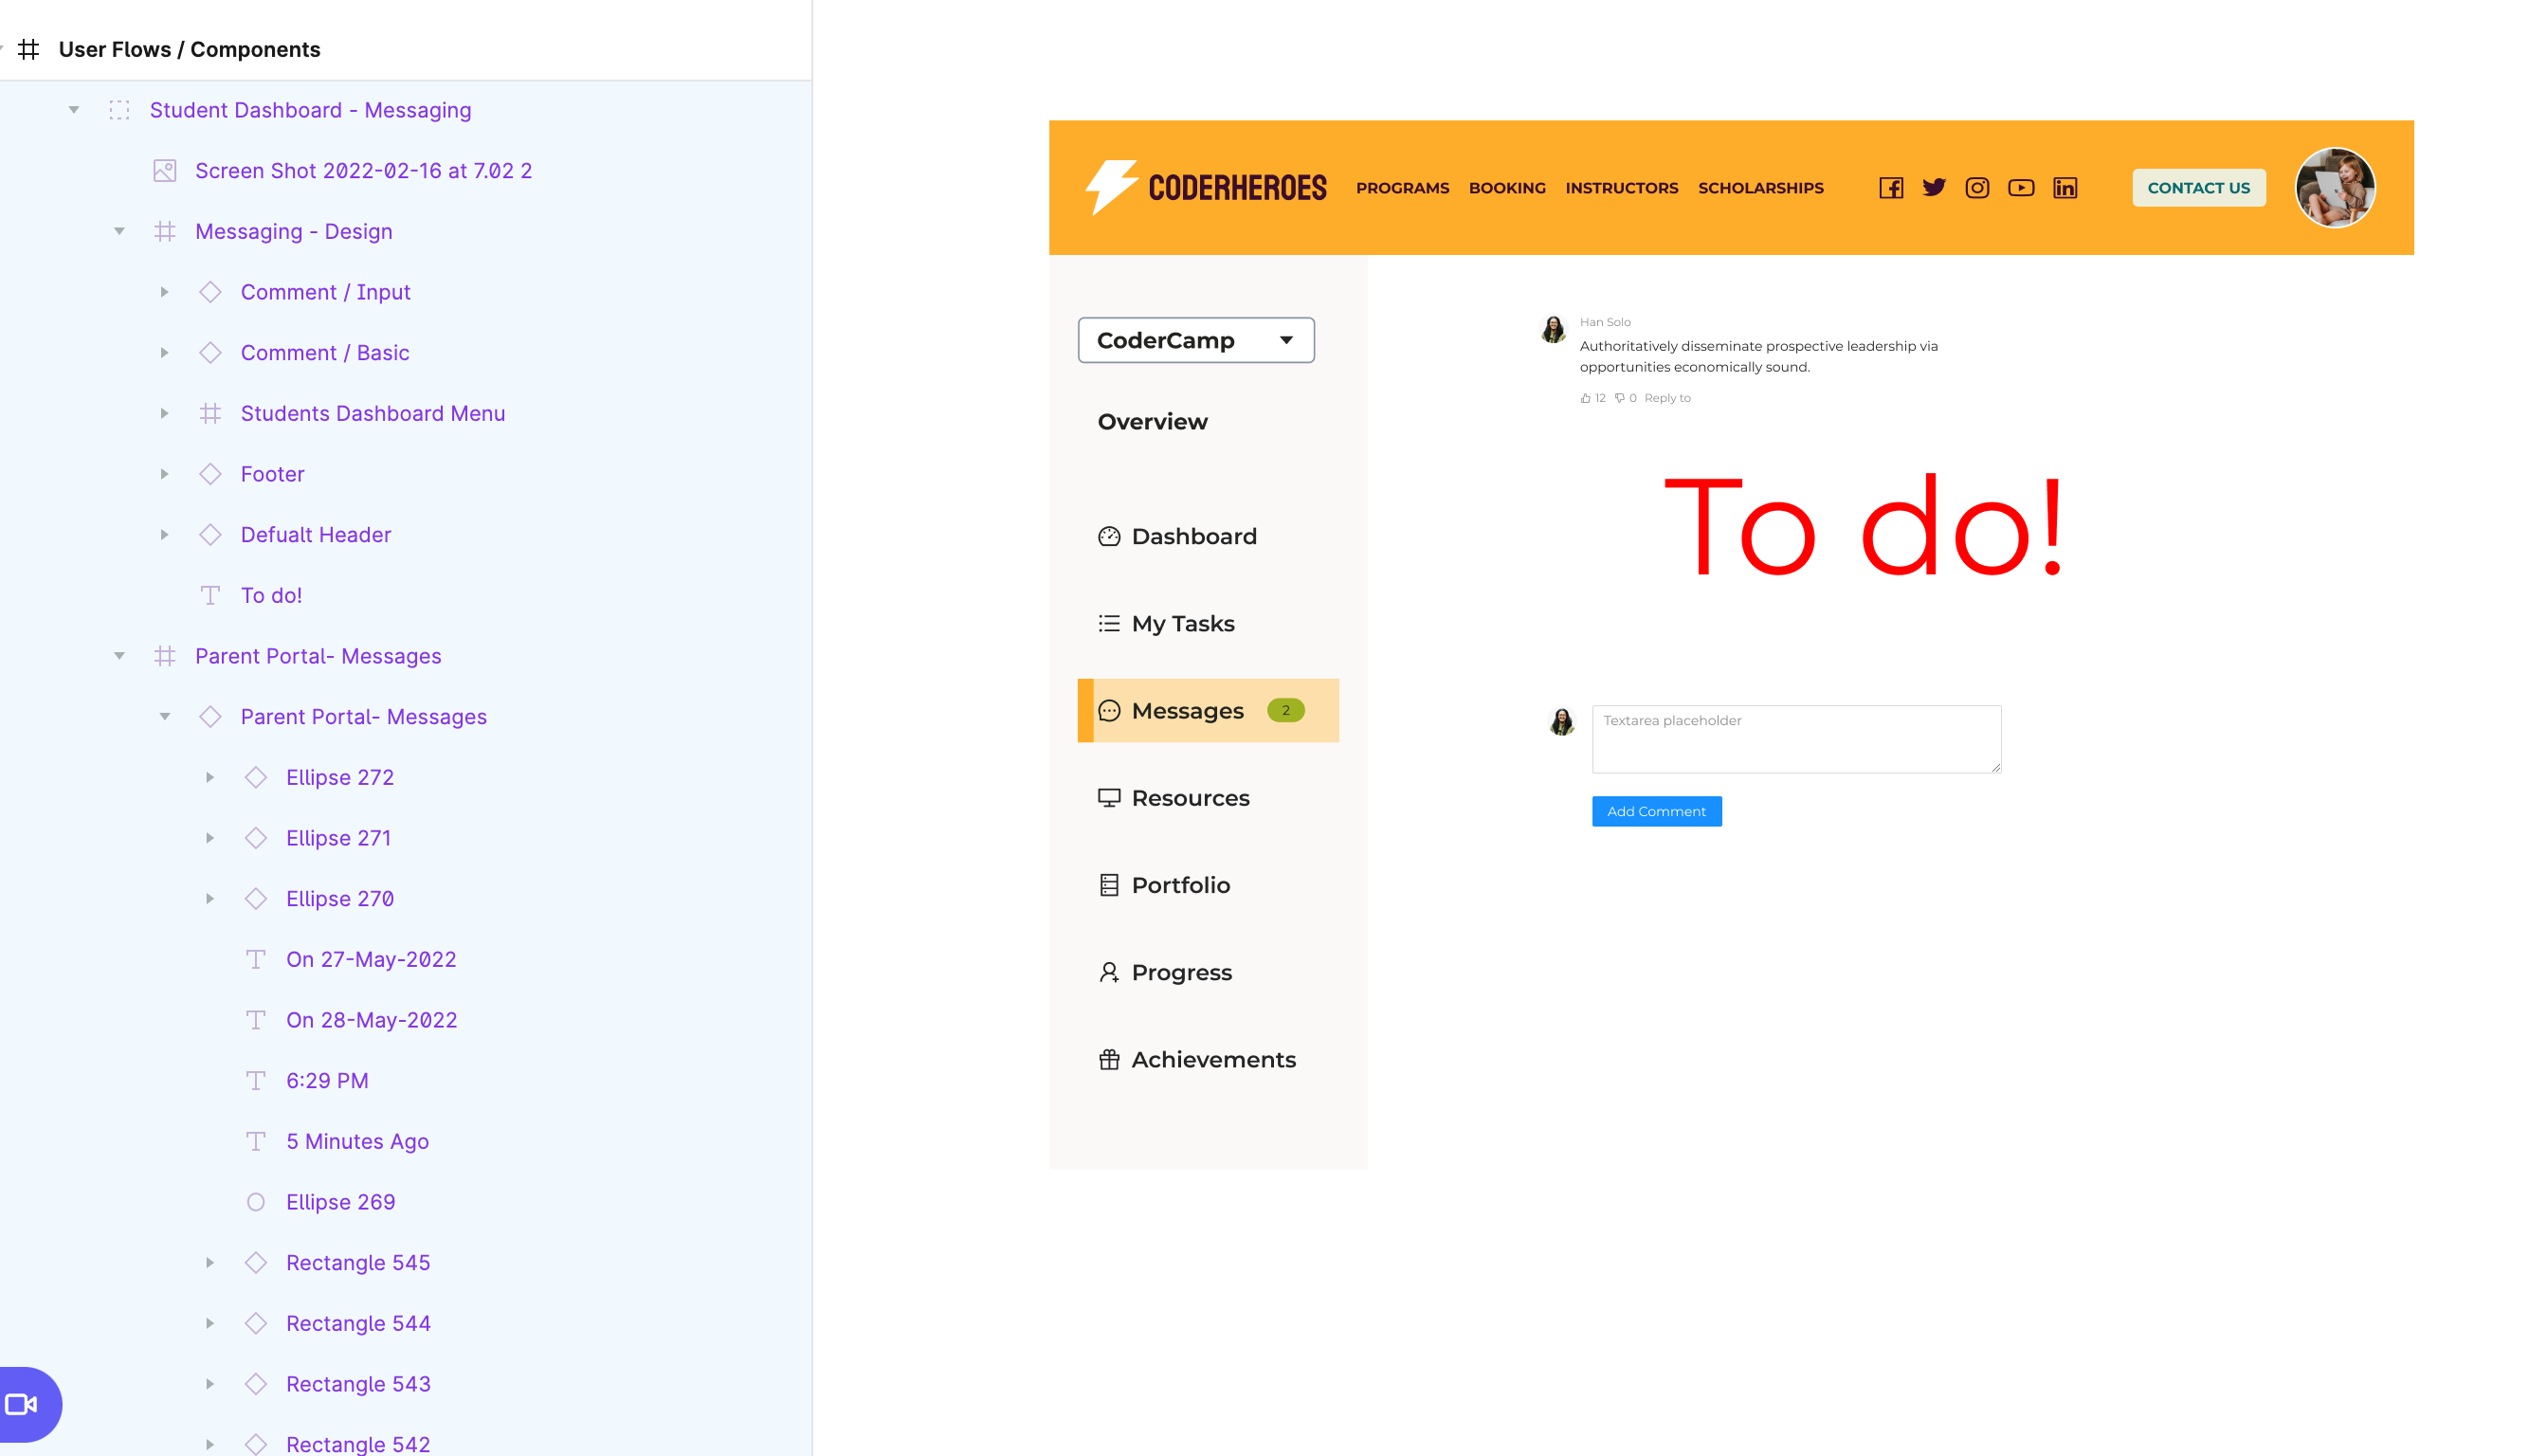 User Flows / Components
Student Dashboard - Messaging
Screen Shot 2022-02-16 at 7.02 2
Messaging - Design
Comment / Input
Comment / Basic
Students Dashboard Menu
Footer
Defualt Header
To do!
Parent Portal- Messages
Parent Portal- Messages
Ellipse 272
Ellipse 271
Ellipse 270
On 27-May-2022
On 28-May-2022
6:29 PM
5 Minutes Ago
Ellipse 269
Rectangle 545
Rectangle 544
Rectangle 543
Rectangle 542
CODERHEROES PROGRAMS BOOKING INSTRUCTORS SCHOLARSHIPS CONTACT US
CoderCamp
Overview
Dashboard
My Tasks
Messages 2
Resources
Portfolio
Progress
Achievements
Han Solo
Authoritatively disseminate prospective leadership via
opportunities economically sound.
12 0 Reply to
To do!
Textarea placeholder
Add Comment